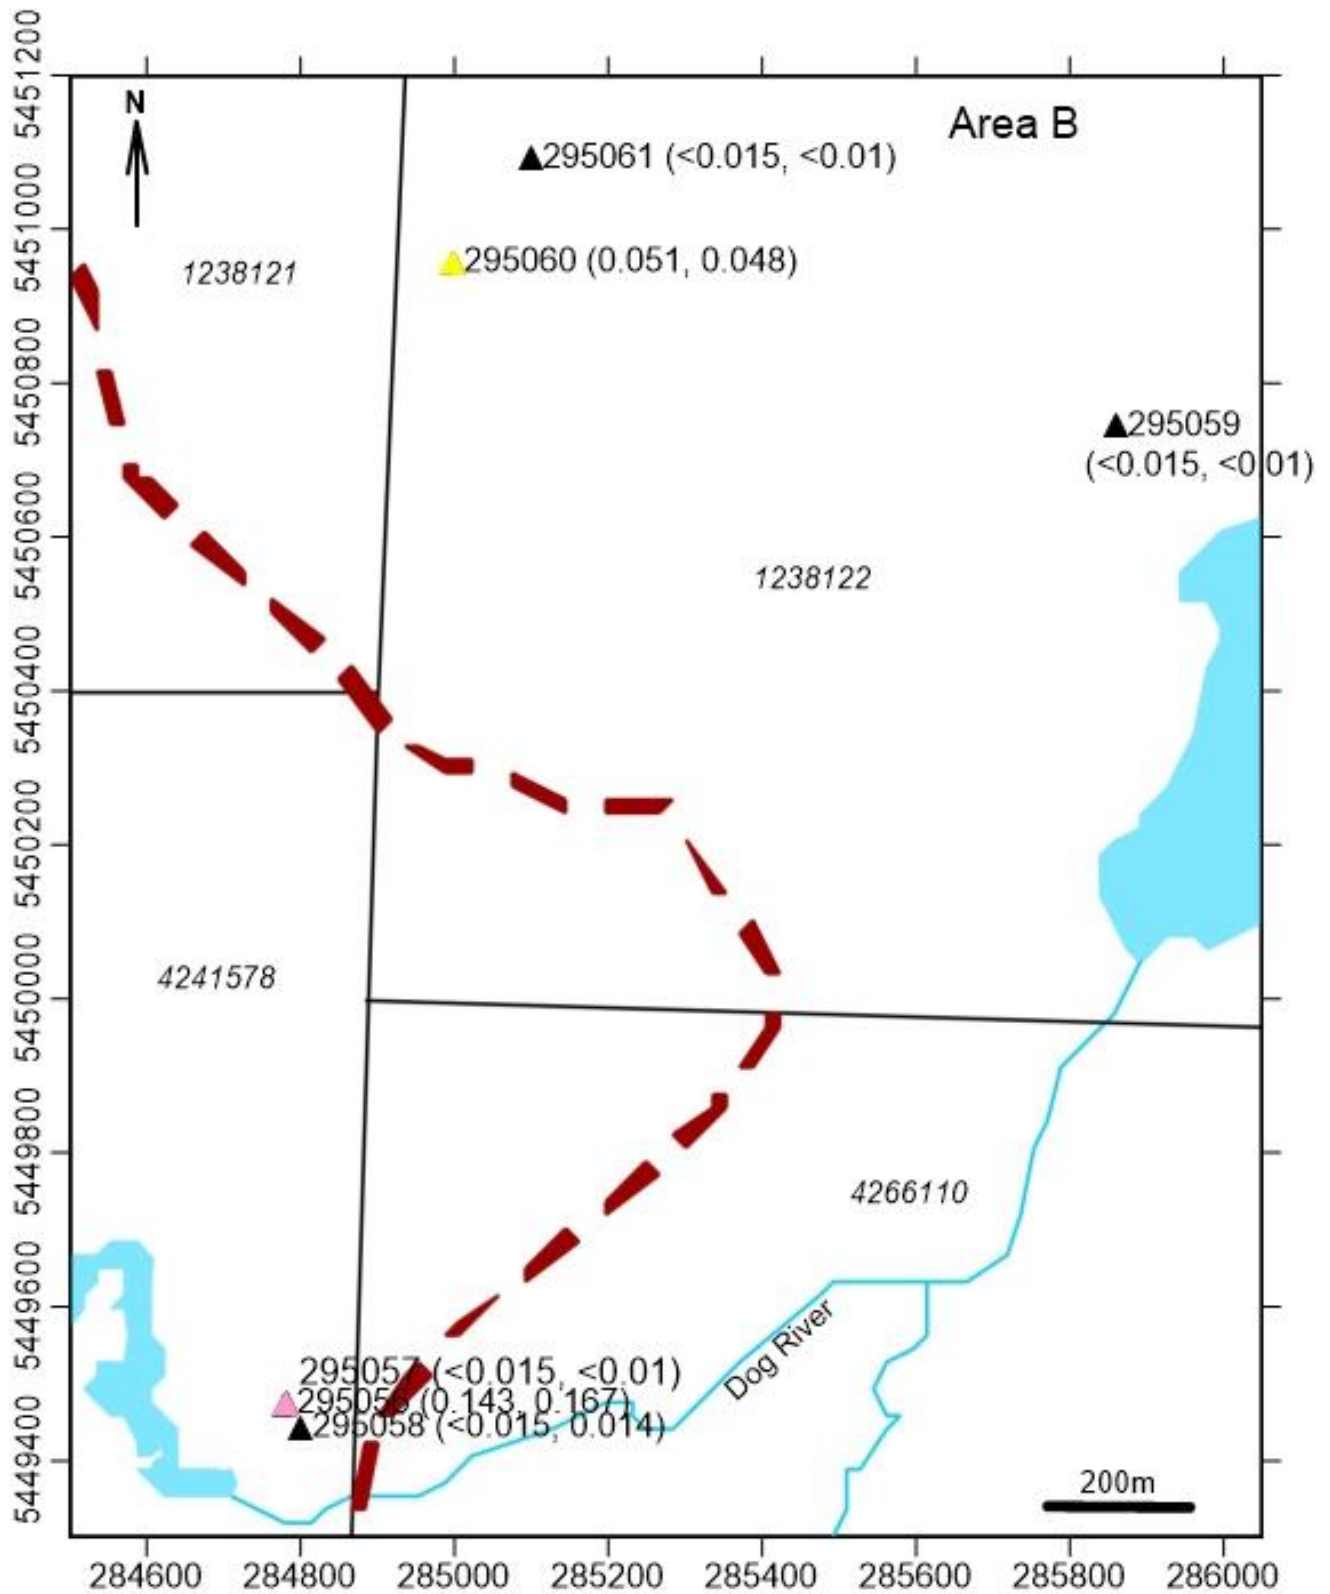 5451200
N
Area B
295061 (<0.015, <0.01)
5451000
295060 (0.051, 0.048)
1238121
5450800
295059
(<0.015, <0.01)
5450600
1238122
5450400
5450200
4241578
5450000
5449800
4266110
5449600
Dog River
295057 (<0.015, <0.01)
295056 (0.143, 0.167)
295058 (<0.015, 0.014)
5449400
200m
284600 284800 285000 285200 285400 285600 285800 286000